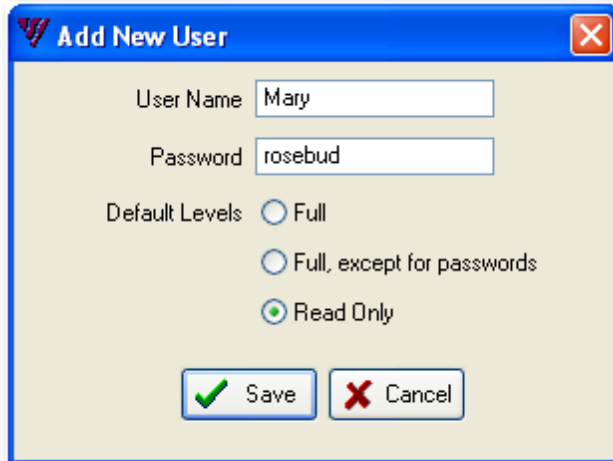 Add New User
User Name Mary
Password rosebud
Default Levels Full
Full, except for passwords
Read Only
Save Cancel